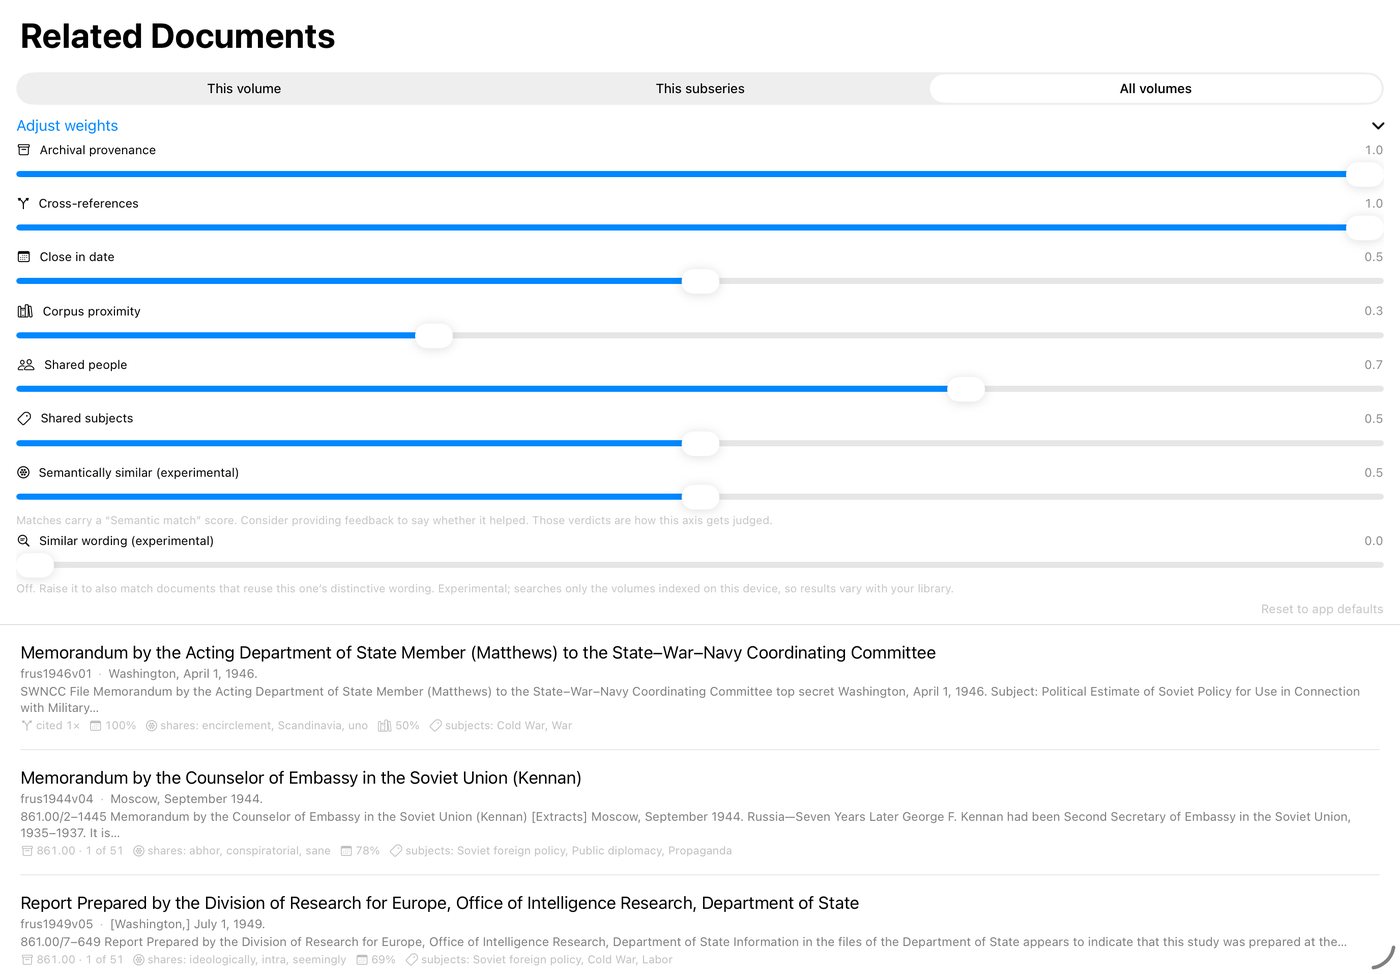 Related Documents
This volume
This subseries
All volumes
Adjust weights
Archival provenance 1.0
Cross-references 1.0
Close in date 0.5
Corpus proximity 0.3
Shared people 0.7
Shared subjects 0.5
Semantically similar (experimental) 0.5
Matches carry a "Semantic match" score. Consider providing feedback to say whether it helped. Those verdicts are how this axis gets judged.
Similar wording (experimental) 0.0
Off. Raise it to also match documents that reuse this one's distinctive wording. Experimental; searches only the volumes indexed on this device, so results vary with your library.
Reset to app defaults
Memorandum by the Acting Department of State Member (Matthews) to the State–War–Navy Coordinating Committee
frus1946v01 · Washington, April 1, 1946.
SWNCC File Memorandum by the Acting Department of State Member (Matthews) to the State–War–Navy Coordinating Committee top secret Washington, April 1, 1946. Subject: Political Estimate of Soviet Policy for Use in Connection
with Military...
cited 1× 100% shares: encirclement, Scandinavia, uno 50% subjects: Cold War, War
Memorandum by the Counselor of Embassy in the Soviet Union (Kennan)
frus1944v04 · Moscow, September 1944.
861.00/2–1445 Memorandum by the Counselor of Embassy in the Soviet Union (Kennan) [Extracts] Moscow, September 1944. Russia—Seven Years Later George F. Kennan had been Second Secretary of Embassy in the Soviet Union,
1935–1937. It is...
861.00 · 1 of 51 shares: abhor, conspiratorial, sane 78% subjects: Soviet foreign policy, Public diplomacy, Propaganda
Report Prepared by the Division of Research for Europe, Office of Intelligence Research, Department of State
frus1949v05 · [Washington,] July 1, 1949.
861.00/7–649 Report Prepared by the Division of Research for Europe, Office of Intelligence Research, Department of State Information in the files of the Department of State appears to indicate that this study was prepared at the...
861.00 · 1 of 51 shares: ideologically, intra, seemingly 69% subjects: Soviet foreign policy, Cold War, Labor